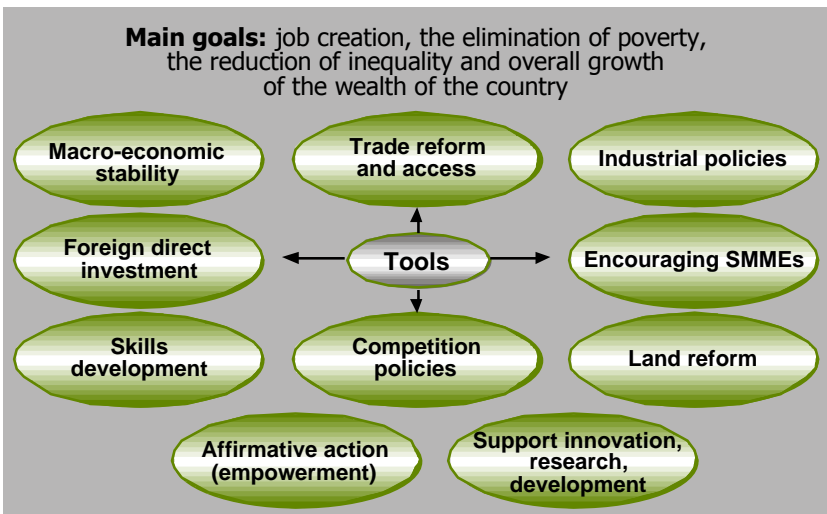 Main goals: job creation, the elimination of poverty,
the reduction of inequality and overall growth
of the wealth of the country
Macro-economic
stability
Trade reform
and access
Industrial policies
Foreign direct
investment
Tools
Encouraging SMMEs
Skills
development
Competition
policies
Land reform
Affirmative action
(empowerment)
Support innovation,
research,
development